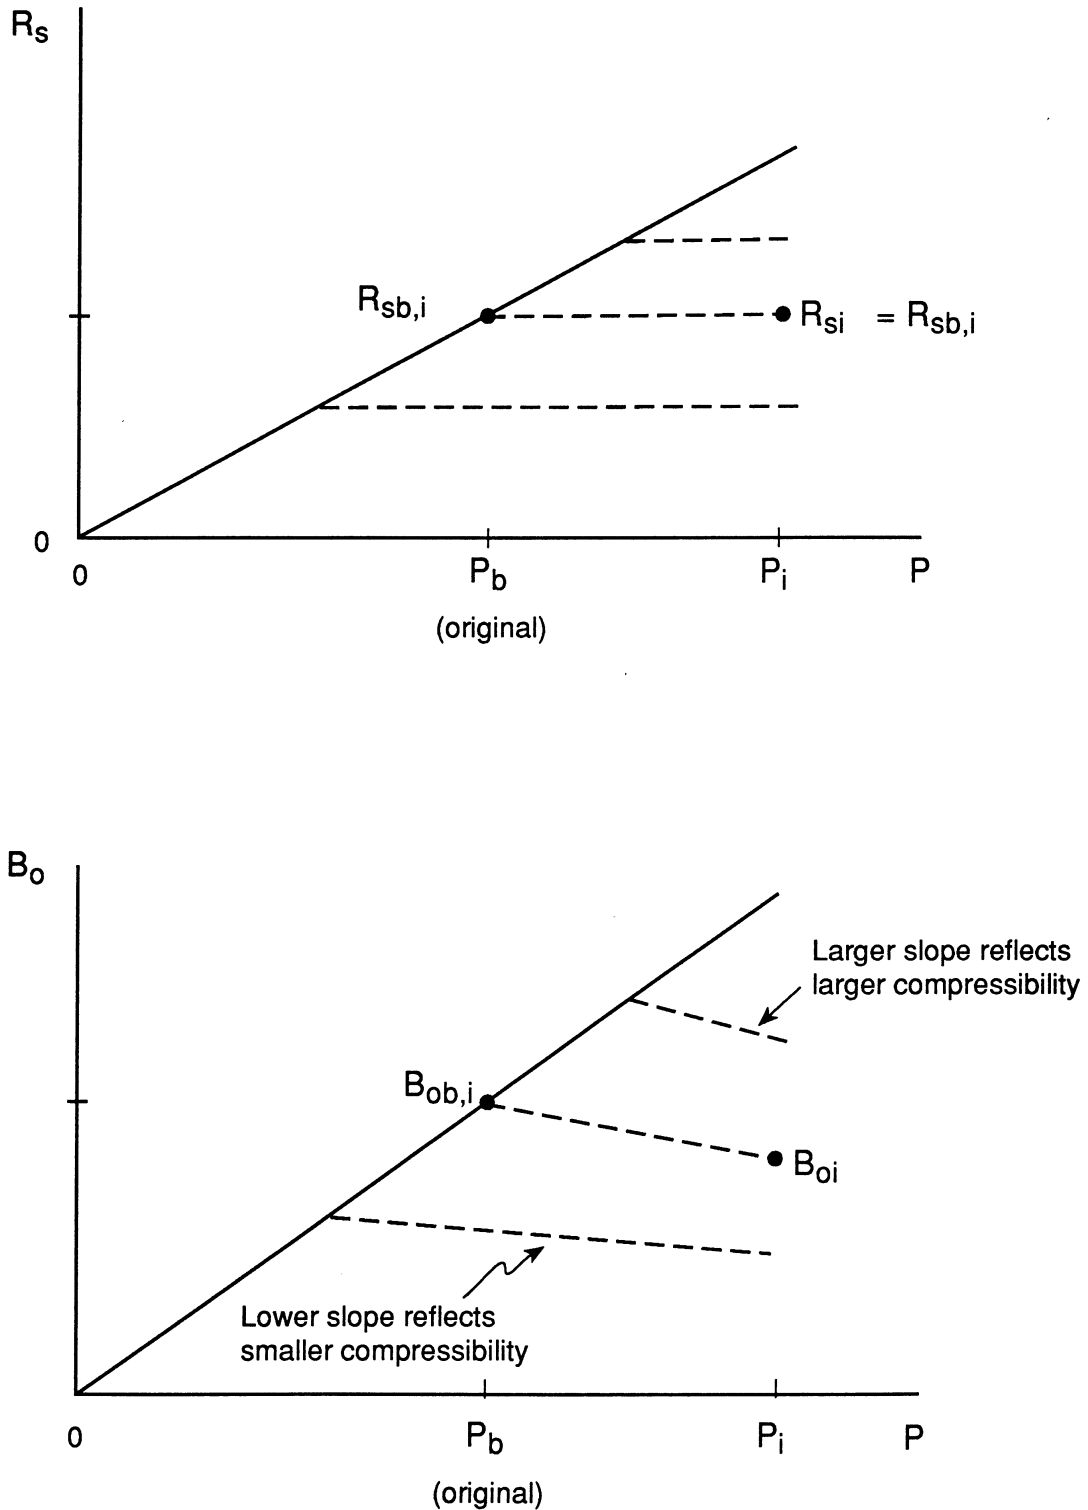 Rs
Rsb,i
Rsi = Rsb,i
0
0
Pb
Pi
P
(original)
Bo
Larger slope reflects
larger compressibility
Bob,i
Boi
Lower slope reflects
smaller compressibility
0
Pb
Pi
P
(original)